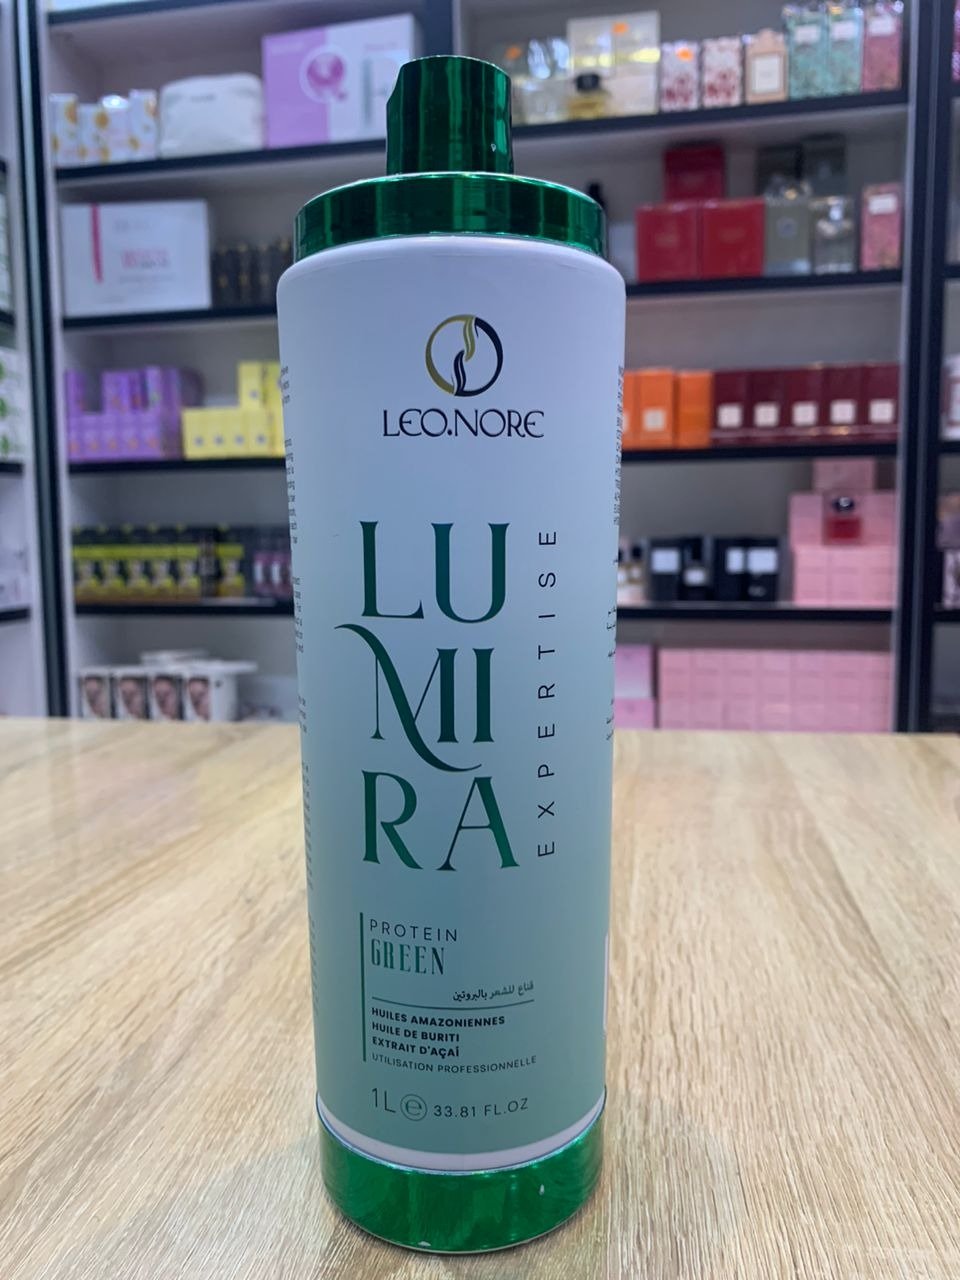 LEO.NORE
LU
MI
RA
EXPERTISE
PROTEIN
GREEN
قناع للشعر بالبروتين
HUILES AMAZONIENNES
HUILE DE BURITI
EXTRAIT D'AÇAÍ
UTILISATION PROFESSIONNELLE
1L e 33.81 FL.OZ